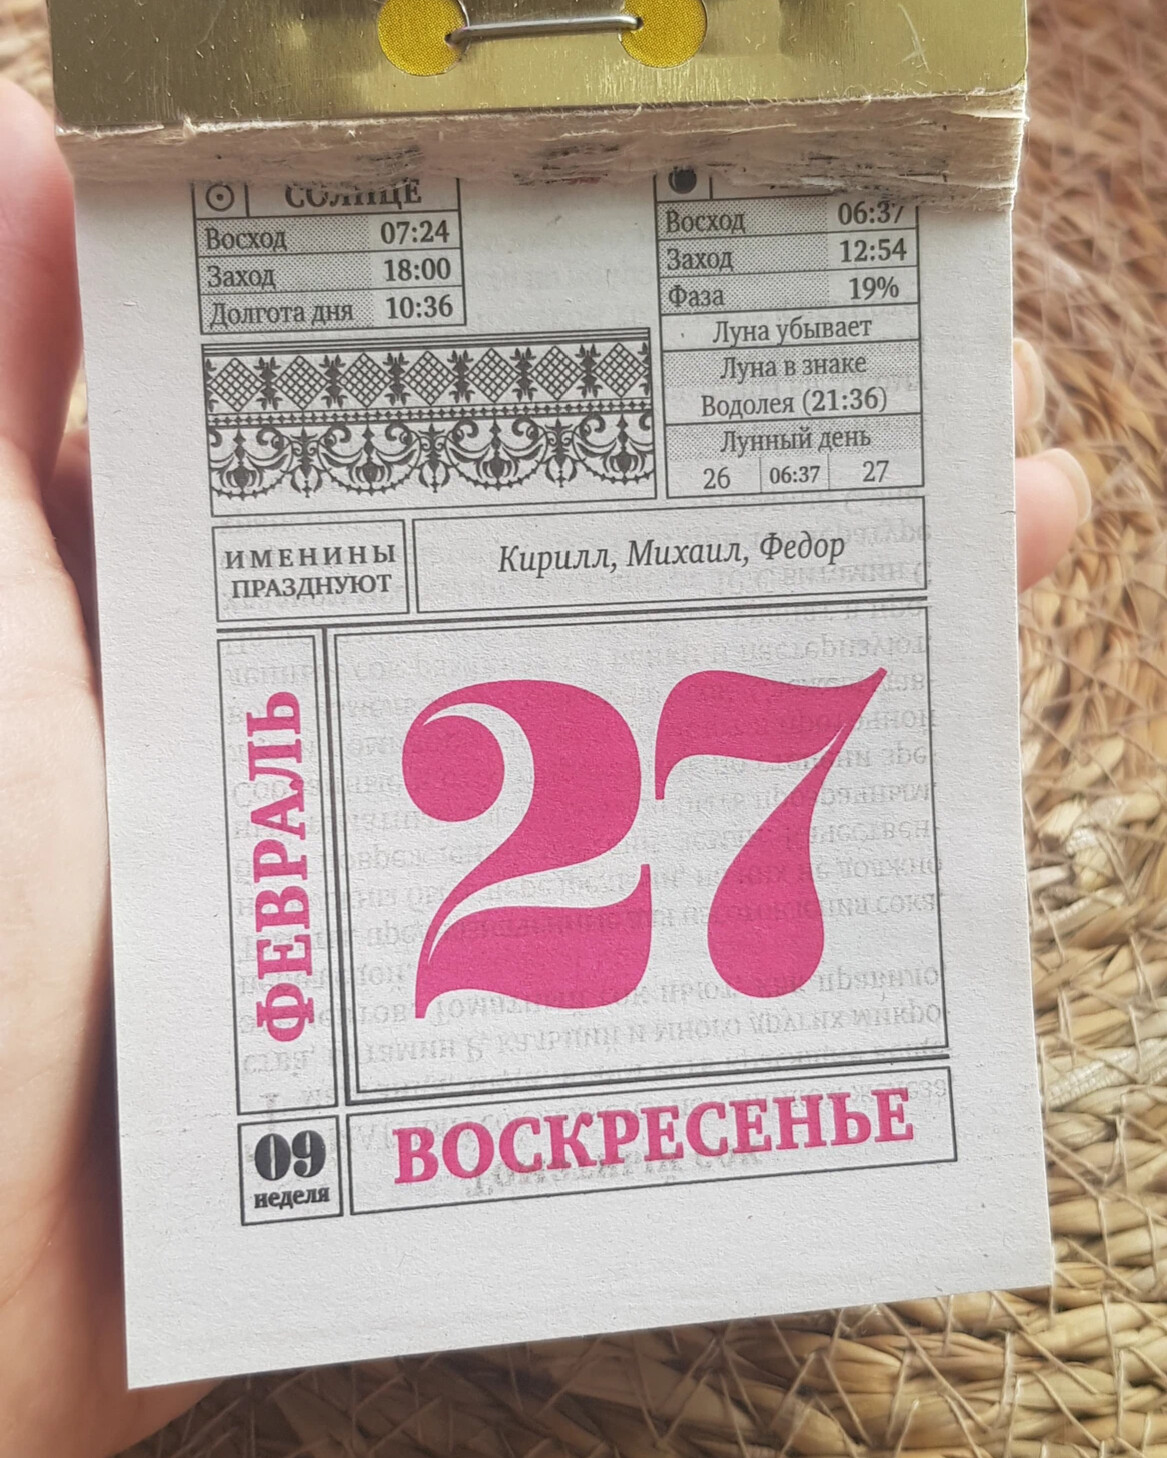 СОЛНЦЕ
Восход 07:24
Заход 18:00
Долгота дня 10:36
Восход 06:37
Заход 12:54
Фаза 19%
Луна убывает
Луна в знаке
Водолея (21:36)
Лунный день
26 06:37 27
ИМЕНИНЫ
ПРАЗДНУЮТ
Кирилл, Михаил, Федор
ФЕВРАЛЬ
27
09
неделя
ВОСКРЕСЕНЬЕ